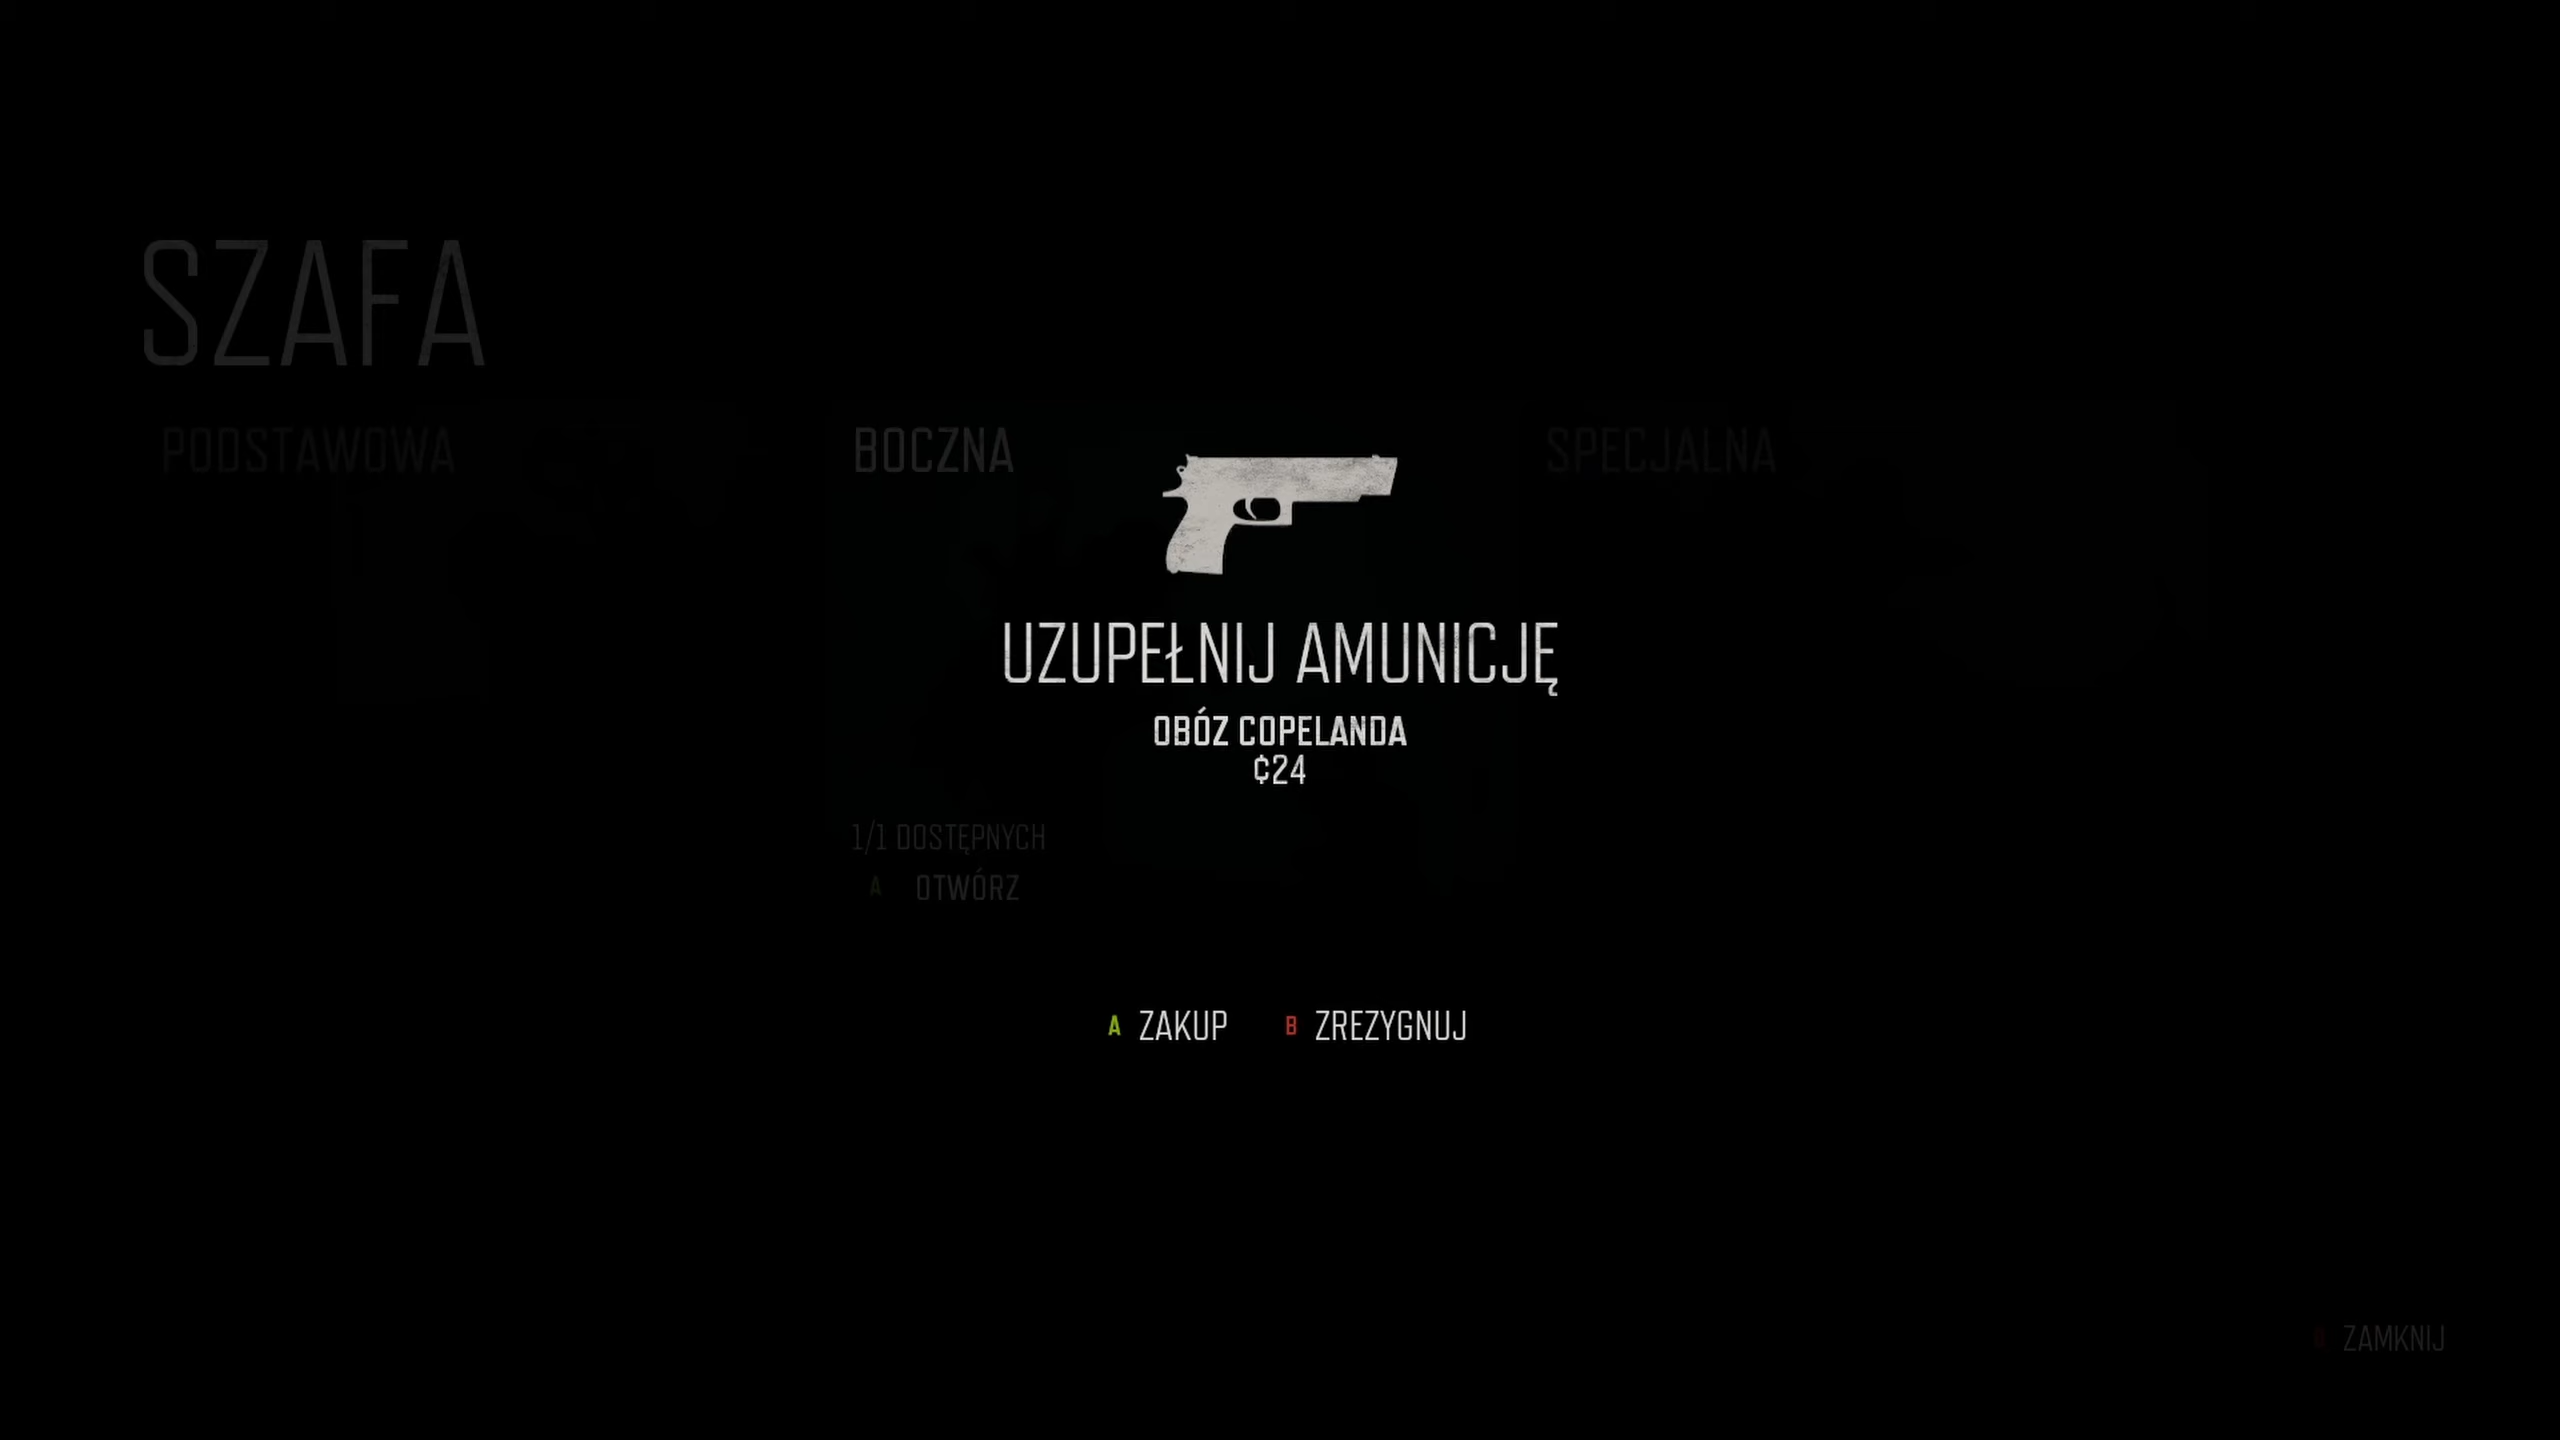 SZAFA
PODSTAWOWA
BOCZNA
SPECJALNA
UZUPEŁNIJ AMUNICJĘ
OBÓZ COPELANDA
₵24
1/1 DOSTĘPNYCH
A OTWÓRZ
A ZAKUP B ZREZYGNUJ
ZAMKNIJ